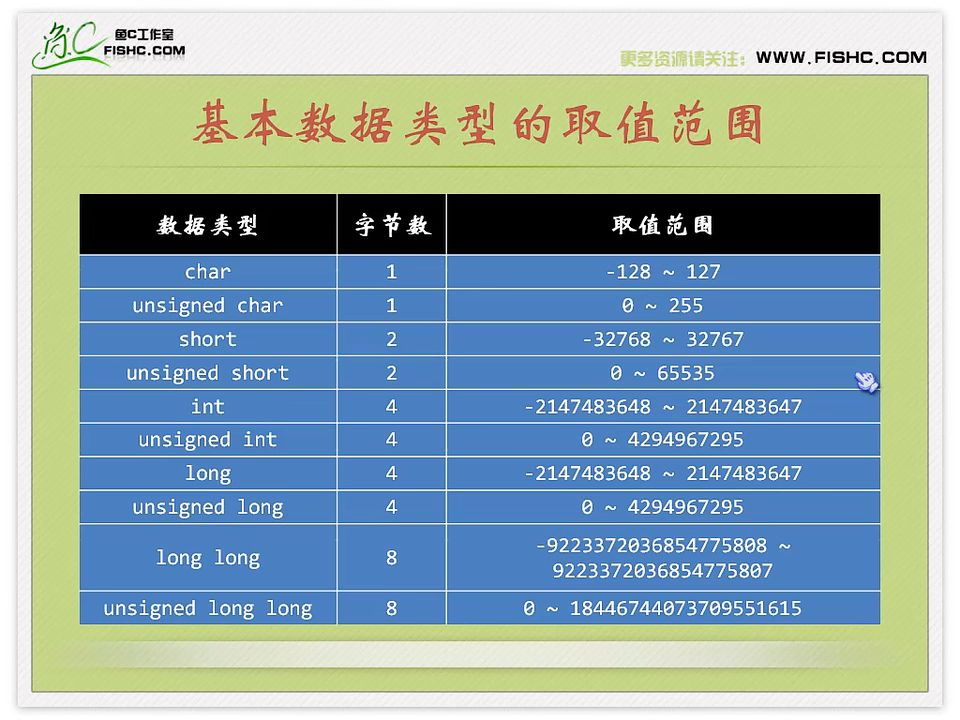 鱼C工作室
FISHC.COM
更多资源请关注: WWW.FISHC.COM
基本数据类型的取值范围
数据类型 字节数 取值范围
char 1 -128 ~ 127
unsigned char 1 0 ~ 255
short 2 -32768 ~ 32767
unsigned short 2 0 ~ 65535
int 4 -2147483648 ~ 2147483647
unsigned int 4 0 ~ 4294967295
long 4 -2147483648 ~ 2147483647
unsigned long 4 0 ~ 4294967295
long long 8 -9223372036854775808 ~
9223372036854775807
unsigned long long 8 0 ~ 18446744073709551615